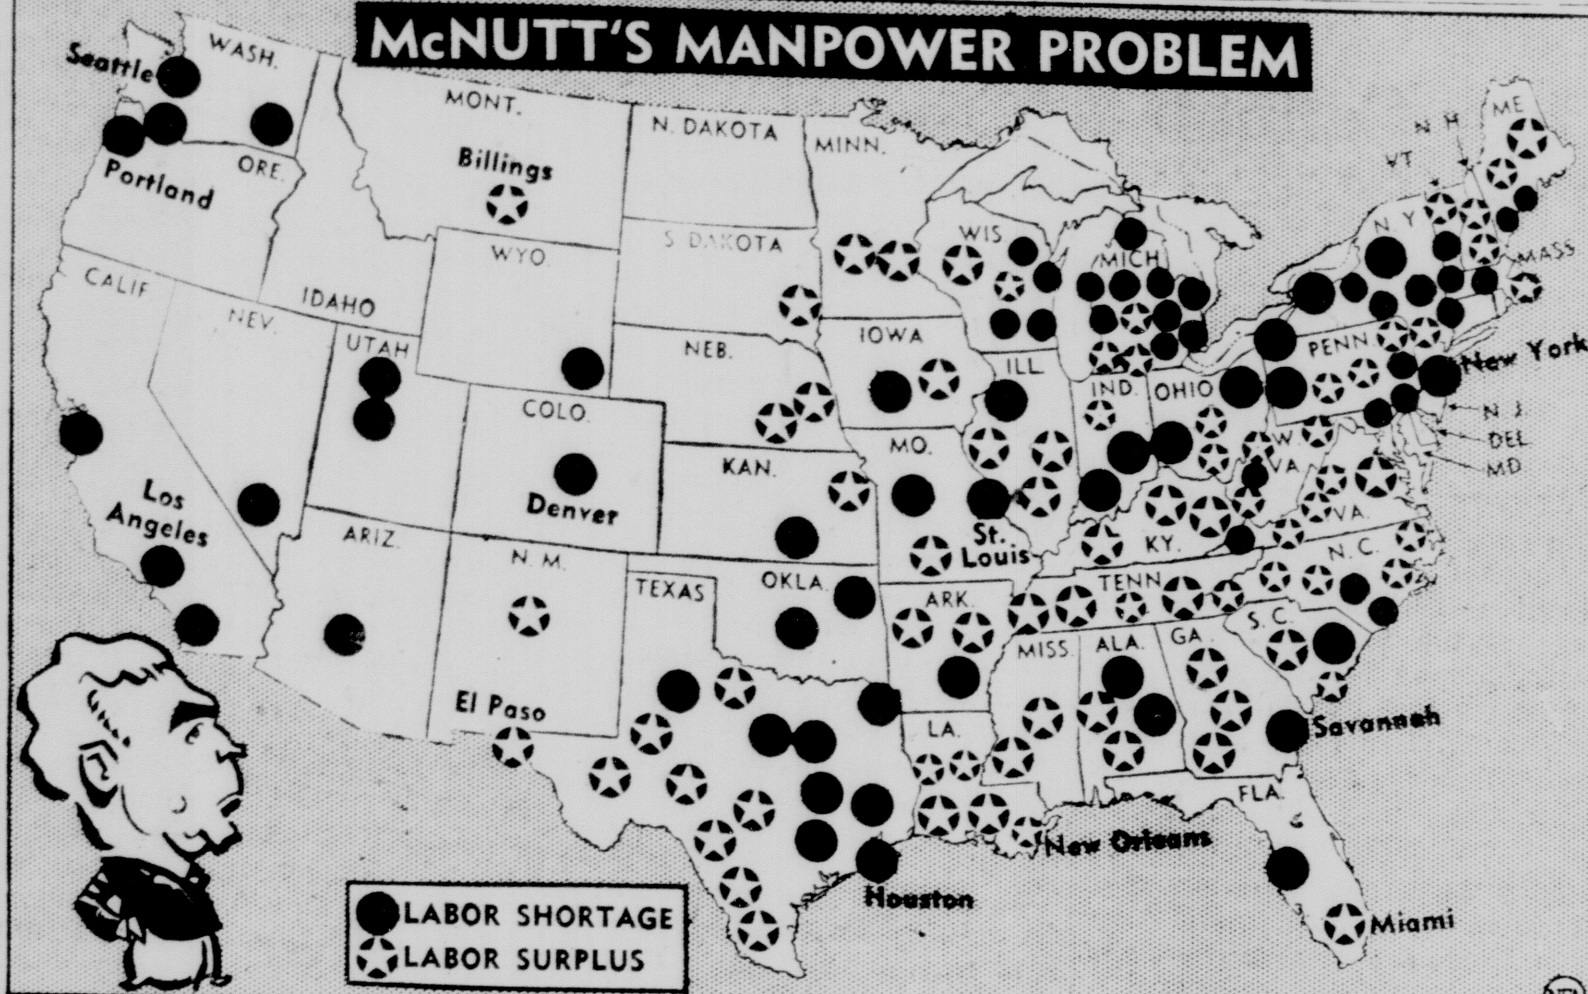 McNUTT'S MANPOWER PROBLEM
WASH.
Seattle
MONT.
N. DAKOTA
MINN.
ME
N H
VT
Billings
ORE.
Portland
WIS
N Y
S DAKOTA
WYO.
MICH
MASS
CALIF
IDAHO
NEV.
UTAH
NEB.
IOWA
ILL.
IND.
OHIO
PENN
New York
COLO.
N J.
DEL
MD
W
VA
MO.
KAN.
Los
Angeles
Denver
St.
Louis
VA.
KY.
N.C.
ARIZ.
N. M.
TEXAS
OKLA.
ARK.
TENN
S.C.
MISS.
ALA.
GA.
El Paso
LA.
Savannah
FLA.
New Orleans
Houston
Miami
LABOR SHORTAGE
LABOR SURPLUS